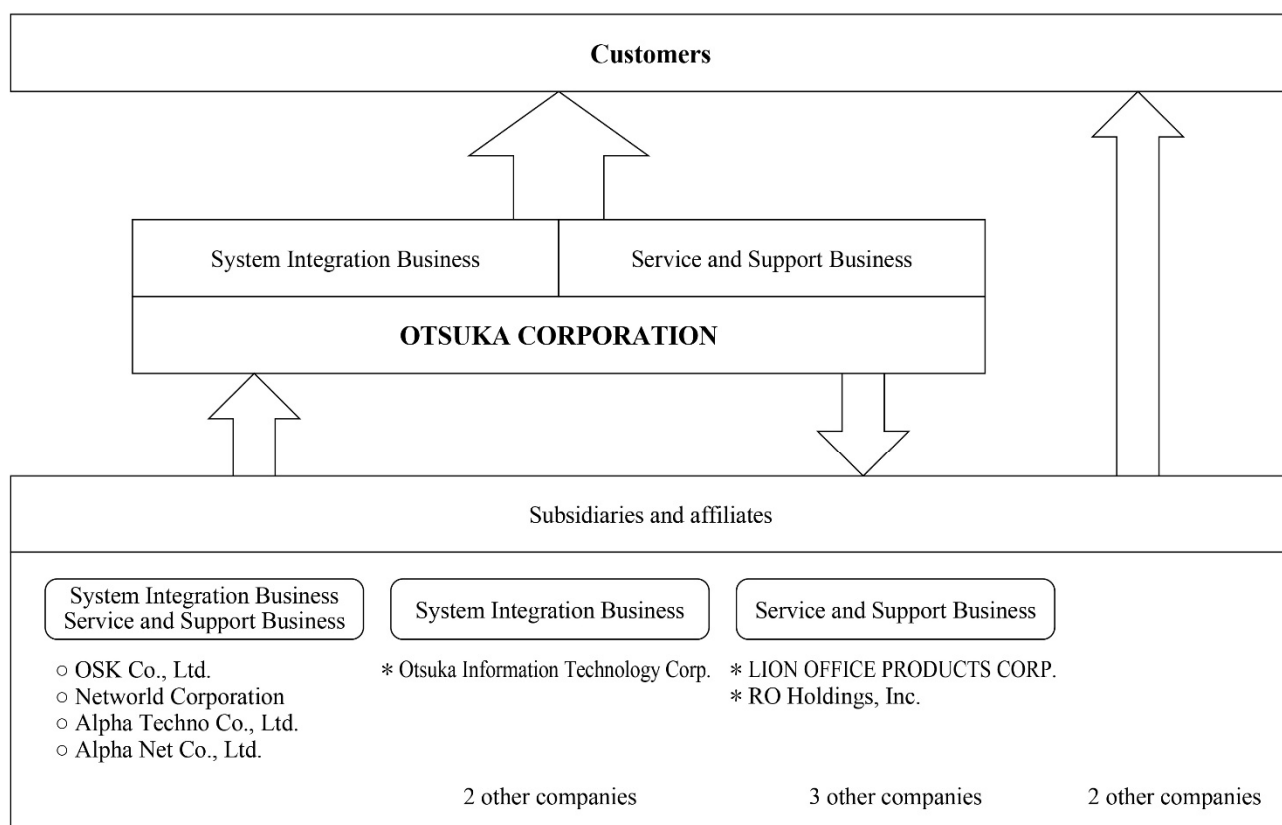 Customers
System Integration Business
Service and Support Business
OTSUKA CORPORATION
Subsidiaries and affiliates
System Integration Business
Service and Support Business
○ OSK Co., Ltd.
○ Networld Corporation
○ Alpha Techno Co., Ltd.
○ Alpha Net Co., Ltd.
System Integration Business
* Otsuka Information Technology Corp.
2 other companies
Service and Support Business
* LION OFFICE PRODUCTS CORP.
* RO Holdings, Inc.
3 other companies
2 other companies